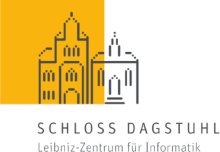 SCHLOSS DAGSTUHL
Leibniz-Zentrum für Informatik